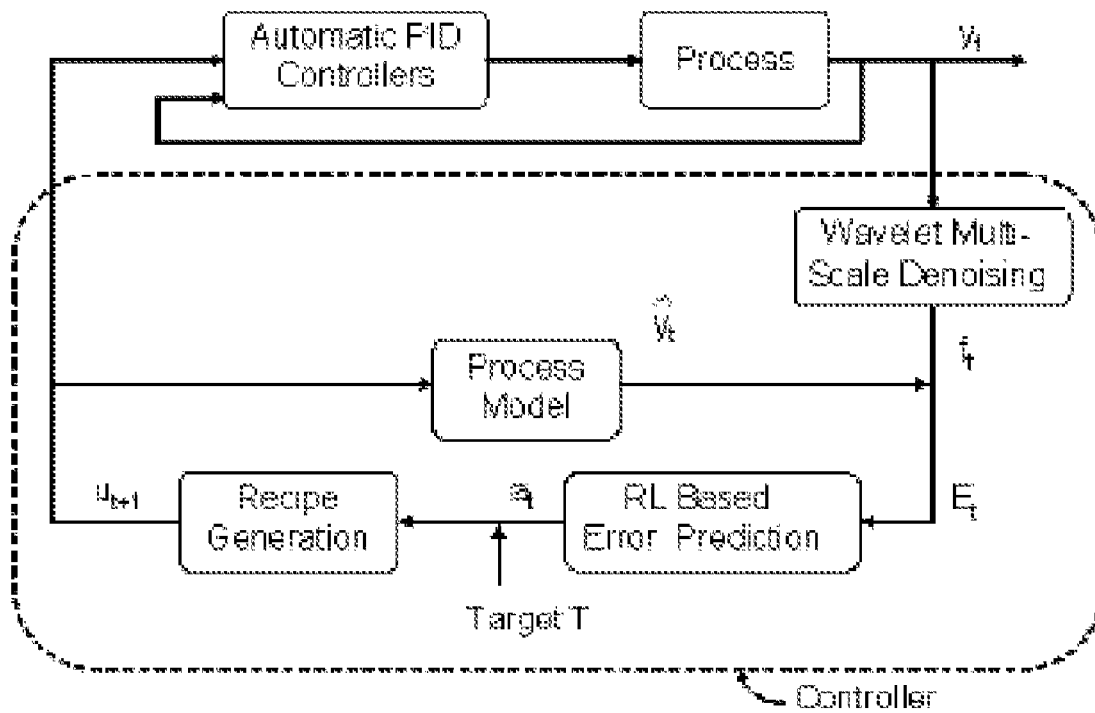 Automatic PID
Controllers
Process
yt
Wavelet Multi-
Scale Denoising
ŷt
ft
Process
Model
ut+1
Recipe
Generation
at
RL Based
Error Prediction
Et
Target T
Controller